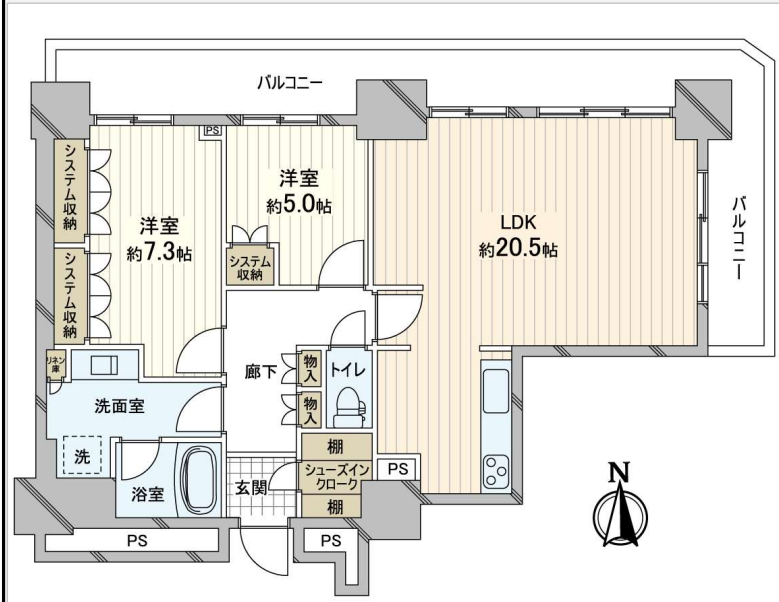 バルコニー
PS
システム収納
洋室
約7.3帖
洋室
約5.0帖
システム
収納
LDK
約20.5帖
バルコニー
システム収納
リネン
庫
洗面室
廊下
物入
トイレ
物入
洗
浴室
玄関
棚
シューズイン
クローク
棚
PS
N
PS
PS